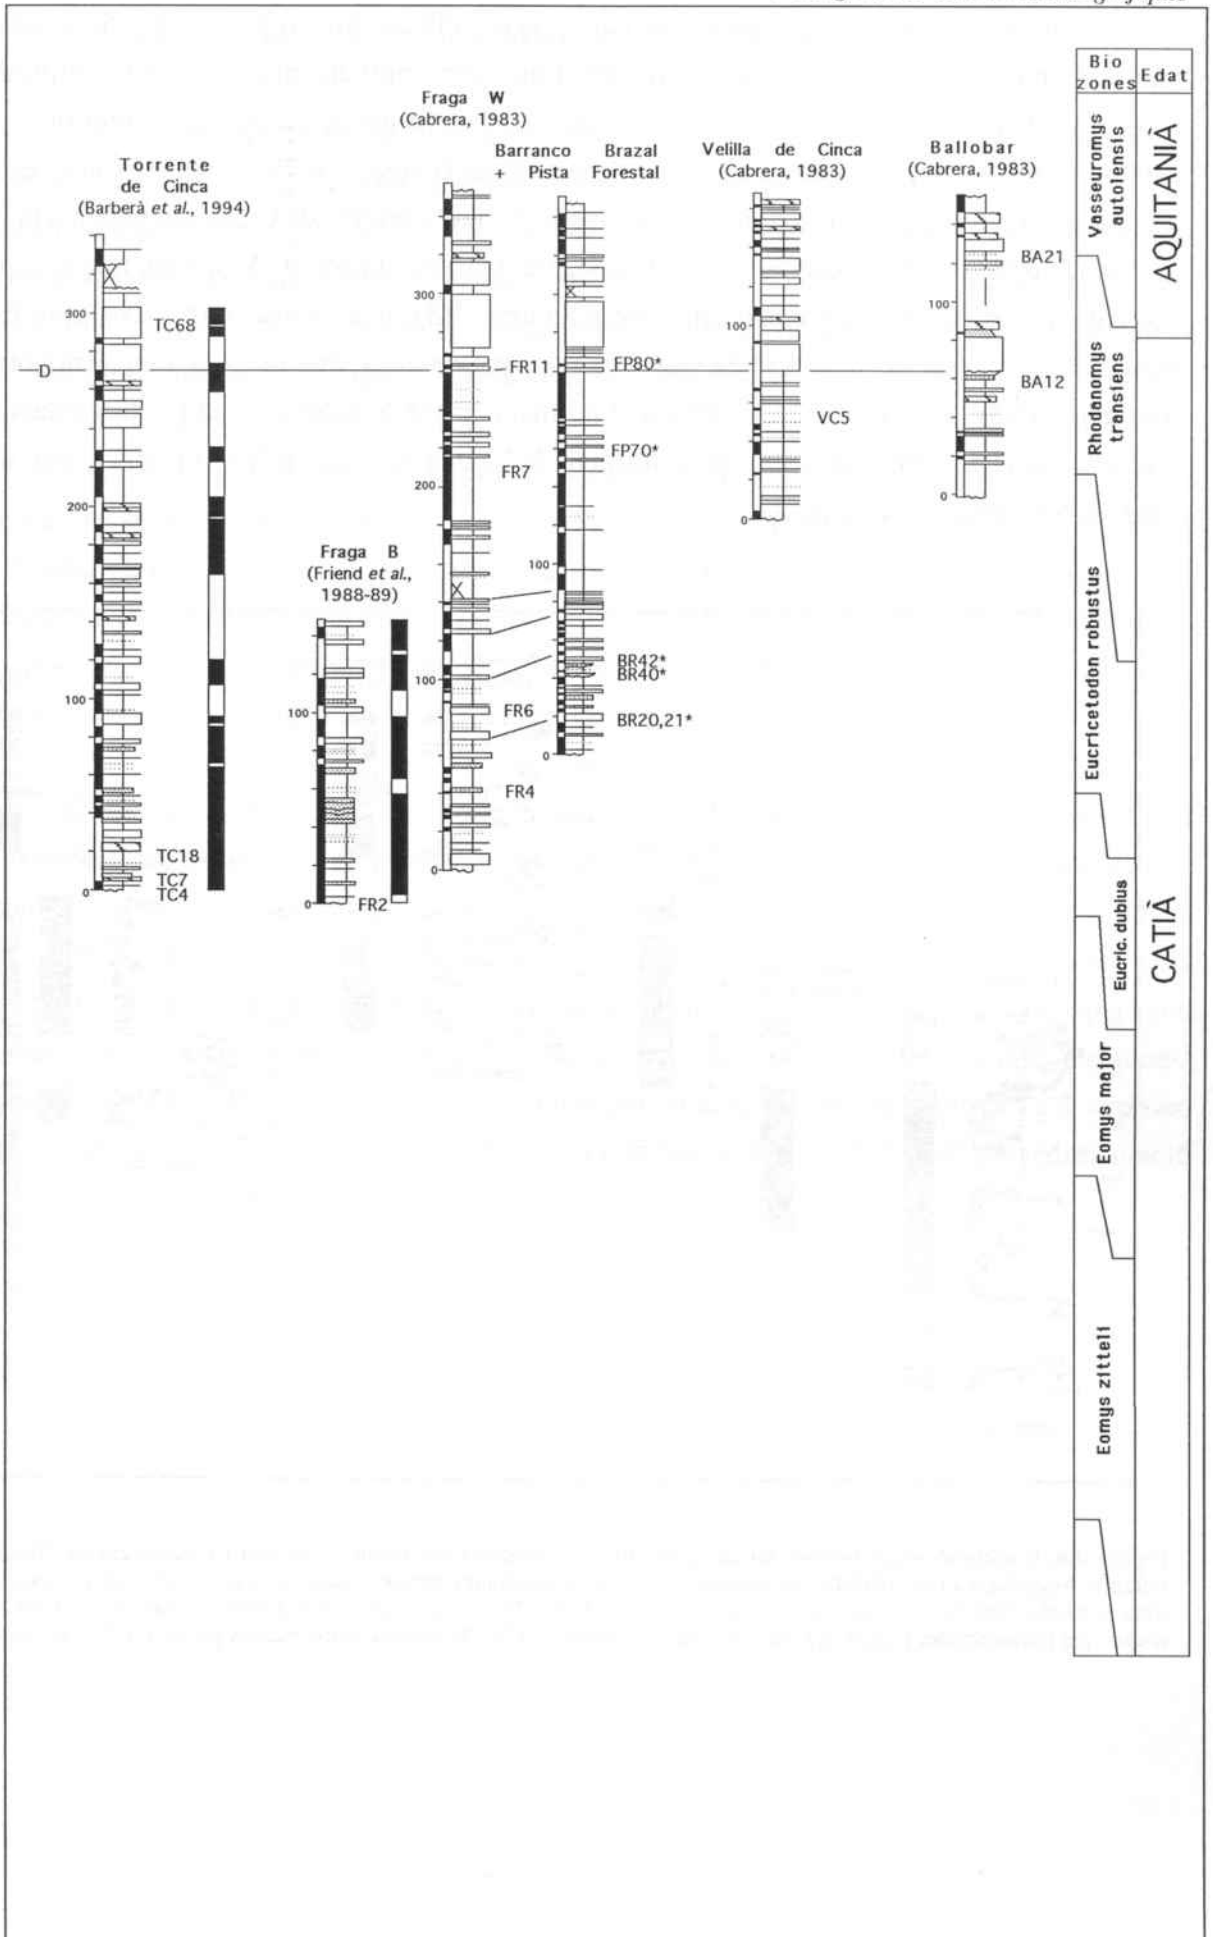 Bio zones
Edat
Fraga W
(Cabrera, 1983)
Barranco Brazal
+ Pista Forestal
Velilla de Cinca
(Cabrera, 1983)
Ballobar
(Cabrera, 1983)
Torrente
de Cinca
(Barberà et al., 1994)
Fraga B
(Friend et al.,
1988-89)
300
200
100
0
TC68
TC18
TC7
TC4
D
100
0
FR2
300
200
100
0
FR11
FR7
FR6
FR4
100
0
FP80*
FP70*
BR42*
BR40*
BR20,21*
100
0
VC5
100
0
BA21
BA12
Vasseuromys
autolensis
Rhodanomys
transiens
Eucricetodon robustus
Eucric. dubius
Eomys major
Eomys zitteli
AQUITANIÀ
CATIÀ